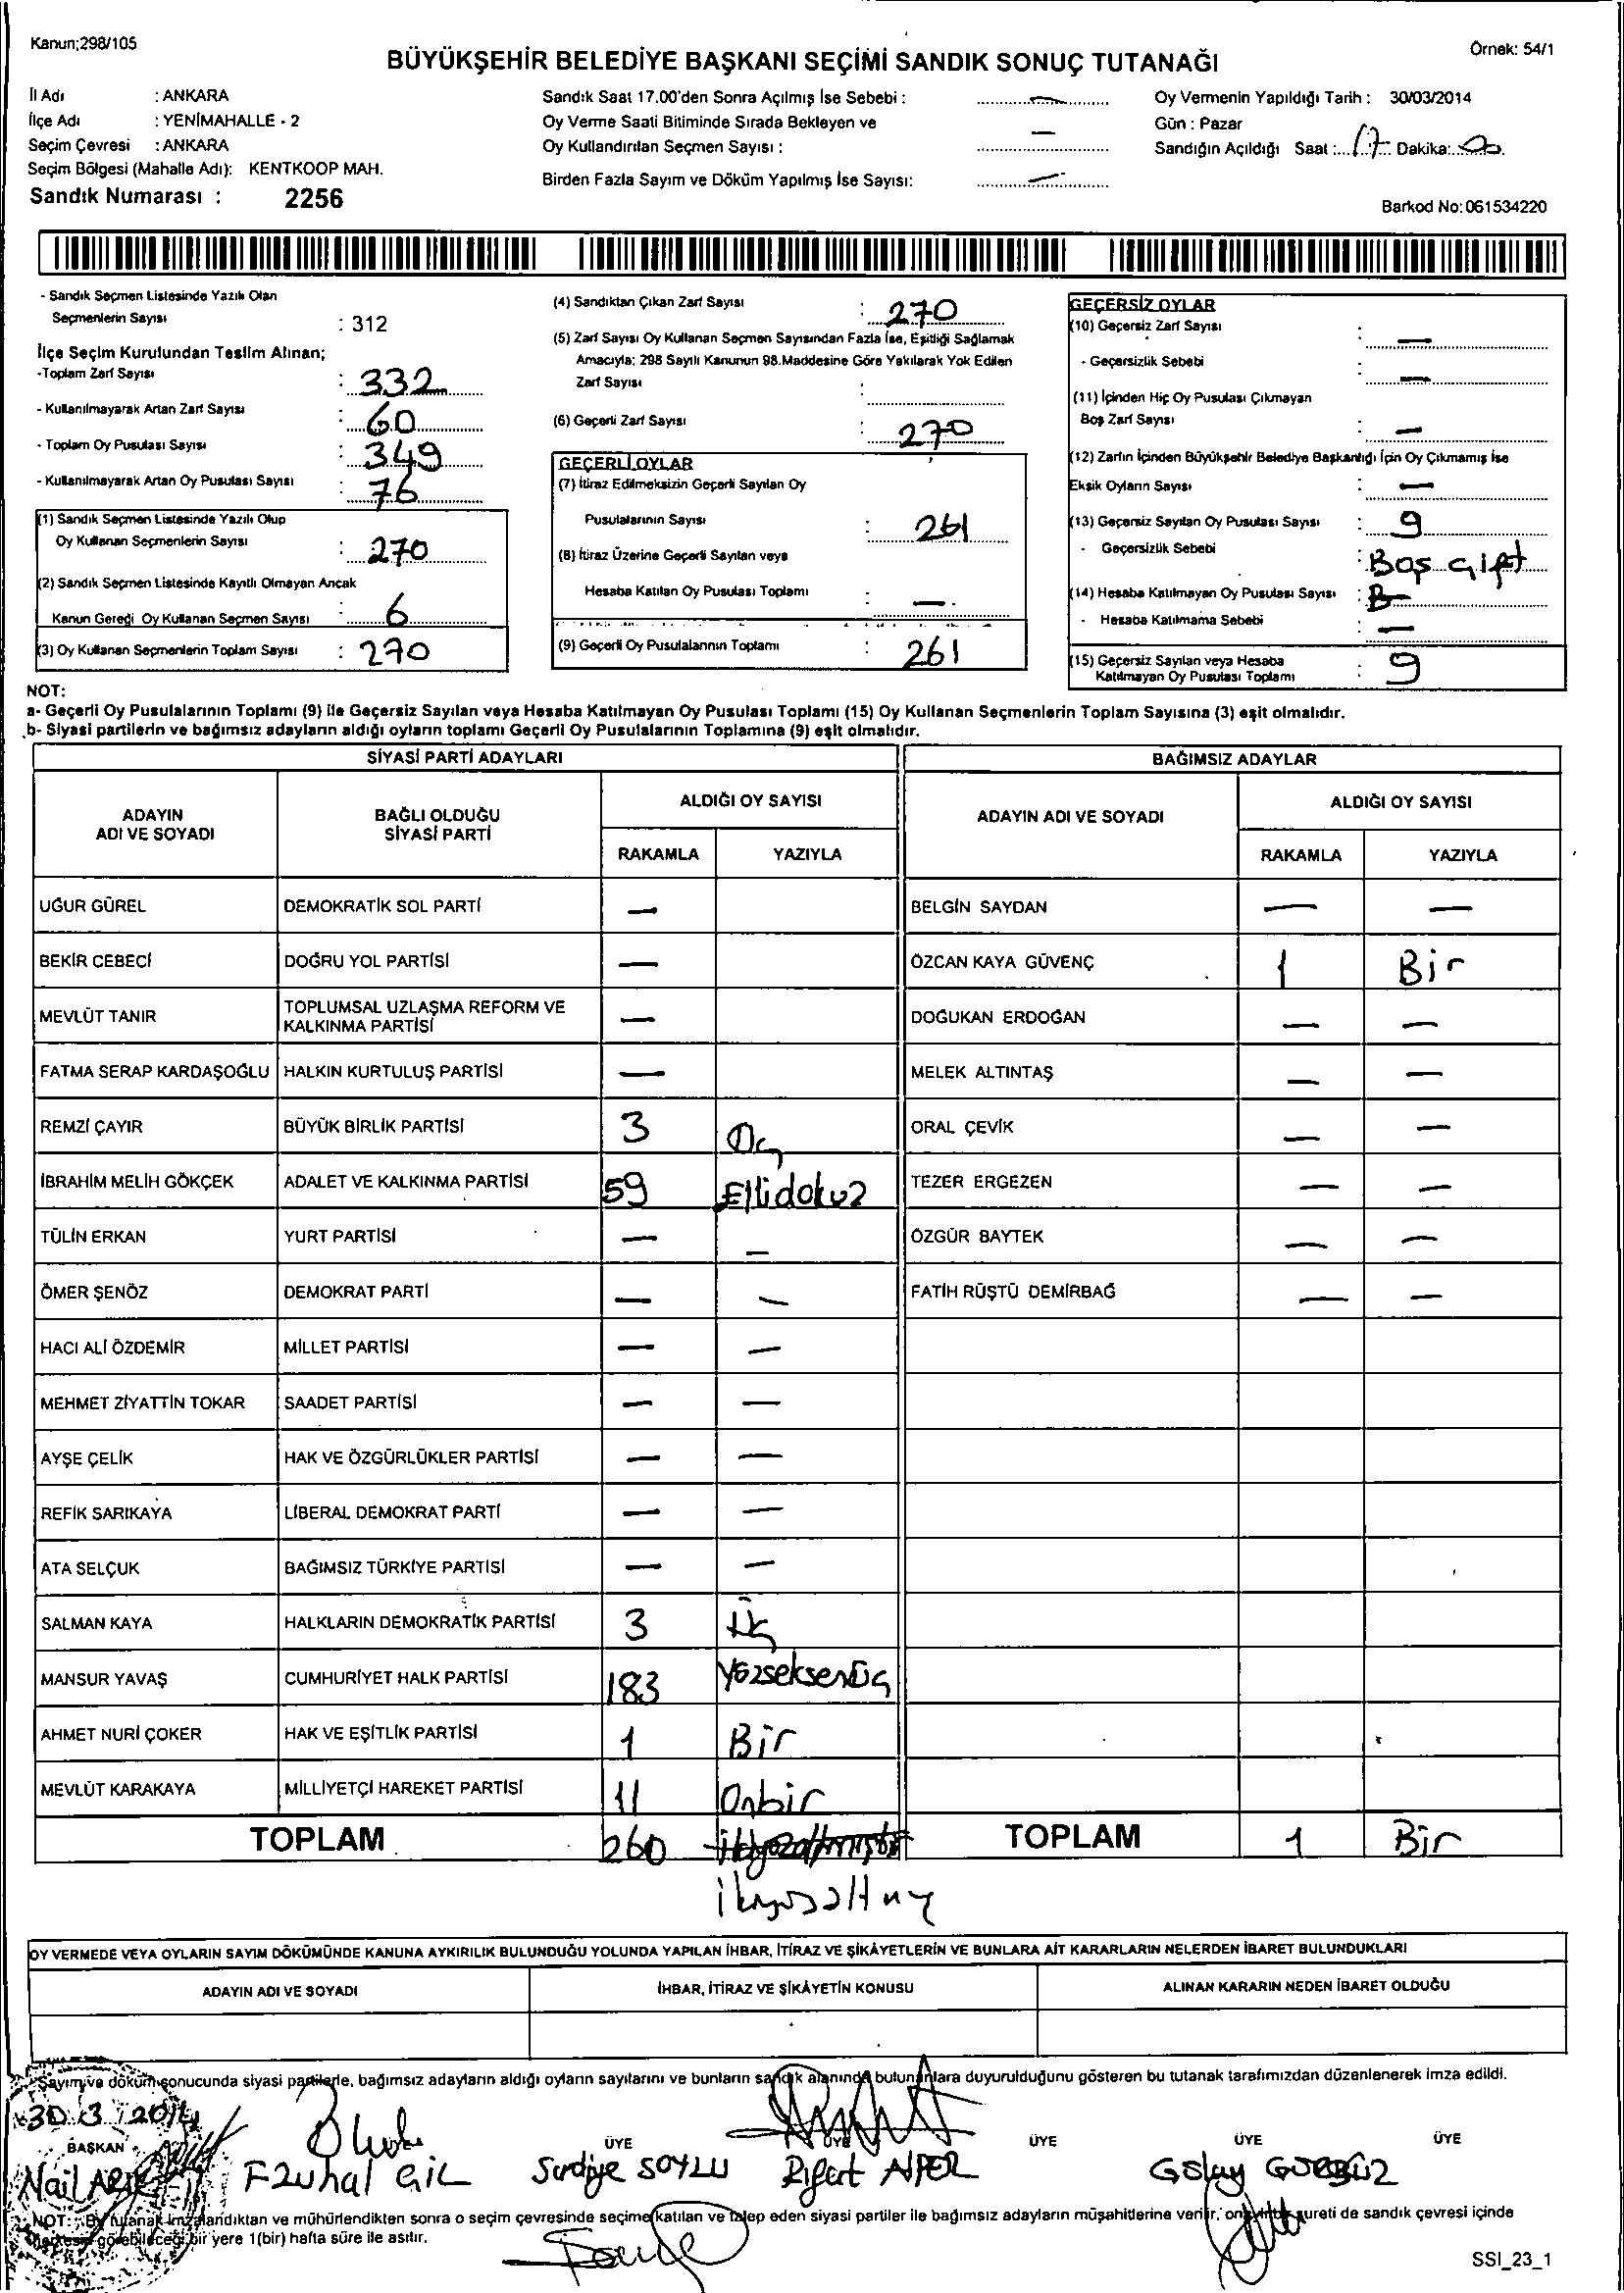 Kanun;298/105
BÜYÜKŞEHİR BELEDİYE BAŞKANI SEÇİMİ SANDIK SONUÇ TUTANAĞI
Örnek: 54/1
İl Adı : ANKARA
İlçe Adı : YENİMAHALLE - 2
Seçim Çevresi : ANKARA
Seçim Bölgesi (Mahalle Adı): KENTKOOP MAH.
Sandık Numarası : 2256
Sandık Saat 17.00'den Sonra Açılmış İse Sebebi : —
Oy Verme Saati Bitiminde Sırada Bekleyen ve
Oy Kullandırılan Seçmen Sayısı : —
Birden Fazla Sayım ve Döküm Yapılmış İse Sayısı: —
Oy Vermenin Yapıldığı Tarih : 30/03/2014
Gün : Pazar
Sandığın Açıldığı Saat : 17 Dakika:
Barkod No:061534220
- Sandık Seçmen Listesinde Yazılı Olan
Seçmenlerin Sayısı : 312
İlçe Seçim Kurulundan Teslim Alınan;
-Toplam Zarf Sayısı : 332
- Kullanılmayarak Artan Zarf Sayısı : 60
- Toplam Oy Pusulası Sayısı : 349
- Kullanılmayarak Artan Oy Pusulası Sayısı : 76
(1) Sandık Seçmen Listesinde Yazılı Olup
Oy Kullanan Seçmenlerin Sayısı : 270
(2) Sandık Seçmen Listesinde Kayıtlı Olmayan Ancak
Kanun Gereği Oy Kullanan Seçmen Sayısı : 6
(3) Oy Kullanan Seçmenlerin Toplam Sayısı : 270
(4) Sandıktan Çıkan Zarf Sayısı : 270
(5) Zarf Sayısı Oy Kullanan Seçmen Sayısından Fazla İse, Eşitliği Sağlamak
Amacıyla; 298 Sayılı Kanunun 98.Maddesine Göre Yakılarak Yok Edilen
Zarf Sayısı :
(6) Geçerli Zarf Sayısı : 270
GEÇERLİ OYLAR
(7) İtiraz Edilmeksizin Geçerli Sayılan Oy
Pusulalarının Sayısı : 261
(8) İtiraz Üzerine Geçerli Sayılan veya
Hesaba Katılan Oy Pusulası Toplamı : —
(9) Geçerli Oy Pusulalarının Toplamı : 261
GEÇERSİZ OYLAR
(10) Geçersiz Zarf Sayısı : —
- Geçersizlik Sebebi : —
(11) İçinden Hiç Oy Pusulası Çıkmayan
Boş Zarf Sayısı : —
(12) Zarfın İçinden Büyükşehir Belediye Başkanlığı İçin Oy Çıkmamış İse
Eksik Oyların Sayısı : —
(13) Geçersiz Sayılan Oy Pusulası Sayısı : 9
- Geçersizlik Sebebi : Boş çift
(14) Hesaba Katılmayan Oy Pusulası Sayısı :
- Hesaba Katılmama Sebebi : —
(15) Geçersiz Sayılan veya Hesaba
Katılmayan Oy Pusulası Toplamı : 9
NOT:
a- Geçerli Oy Pusulalarının Toplamı (9) ile Geçersiz Sayılan veya Hesaba Katılmayan Oy Pusulası Toplamı (15) Oy Kullanan Seçmenlerin Toplam Sayısına (3) eşit olmalıdır.
b- Siyasi partilerin ve bağımsız adayların aldığı oyların toplamı Geçerli Oy Pusulalarının Toplamına (9) eşit olmalıdır.
SİYASİ PARTİ ADAYLARI
ADAYIN ADI VE SOYADI BAĞLI OLDUĞU SİYASİ PARTİ ALDIĞI OY SAYISI
RAKAMLA YAZIYLA
UĞUR GÜREL DEMOKRATİK SOL PARTİ —
BEKİR CEBECİ DOĞRU YOL PARTİSİ —
MEVLÜT TANIR TOPLUMSAL UZLAŞMA REFORM VE KALKINMA PARTİSİ —
FATMA SERAP KARDAŞOĞLU HALKIN KURTULUŞ PARTİSİ —
REMZİ ÇAYIR BÜYÜK BİRLİK PARTİSİ 3 Üç
İBRAHİM MELİH GÖKÇEK ADALET VE KALKINMA PARTİSİ 59 Ellidokuz
TÜLİN ERKAN YURT PARTİSİ — —
ÖMER ŞENÖZ DEMOKRAT PARTİ — —
HACI ALİ ÖZDEMİR MİLLET PARTİSİ — —
MEHMET ZİYATTİN TOKAR SAADET PARTİSİ — —
AYŞE ÇELİK HAK VE ÖZGÜRLÜKLER PARTİSİ — —
REFİK SARIKAYA LİBERAL DEMOKRAT PARTİ — —
ATA SELÇUK BAĞIMSIZ TÜRKİYE PARTİSİ — —
SALMAN KAYA HALKLARIN DEMOKRATİK PARTİSİ 3 Üç
MANSUR YAVAŞ CUMHURİYET HALK PARTİSİ 183 Yüzseksenüç
AHMET NURİ ÇOKER HAK VE EŞİTLİK PARTİSİ 1 Bir
MEVLÜT KARAKAYA MİLLİYETÇİ HAREKET PARTİSİ 11 Onbir
TOPLAM 260
ikiyüzaltmış
BAĞIMSIZ ADAYLAR
ADAYIN ADI VE SOYADI ALDIĞI OY SAYISI
RAKAMLA YAZIYLA
BELGİN SAYDAN — —
ÖZCAN KAYA GÜVENÇ 1 Bir
DOĞUKAN ERDOĞAN — —
MELEK ALTINTAŞ — —
ORAL ÇEVİK — —
TEZER ERGEZEN — —
ÖZGÜR BAYTEK — —
FATİH RÜŞTÜ DEMİRBAĞ — —
TOPLAM 1 Bir
OY VERMEDE VEYA OYLARIN SAYIM DÖKÜMÜNDE KANUNA AYKIRILIK BULUNDUĞU YOLUNDA YAPILAN İHBAR, İTİRAZ VE ŞİKÂYETLERİN VE BUNLARA AİT KARARLARIN NELERDEN İBARET BULUNDUKLARI
ADAYIN ADI VE SOYADI İHBAR, İTİRAZ VE ŞİKÂYETİN KONUSU ALINAN KARARIN NEDEN İBARET OLDUĞU
Sayım ve döküm sonucunda siyasi partilerle, bağımsız adayların aldığı oyların sayılarını ve bunların sandık alanında bulunanlara duyurulduğunu gösteren bu tutanak tarafımızdan düzenlenerek imza edildi.
30.3.2014
BAŞKAN ÜYE ÜYE ÜYE ÜYE ÜYE
Nail F Zuhal GİL SOYLU Rıfat ALPER Gülay GÜRBÜZ
NOT: Bu tutanak imzalandıktan ve mühürlendikten sonra o seçim çevresinde seçime katılan ve talep eden siyasi partiler ile bağımsız adayların müşahitlerine verilir, onaylı bir sureti de sandık çevresi içinde
herkesin görebileceği bir yere 1(bir) hafta süre ile asılır.
SSI_23_1